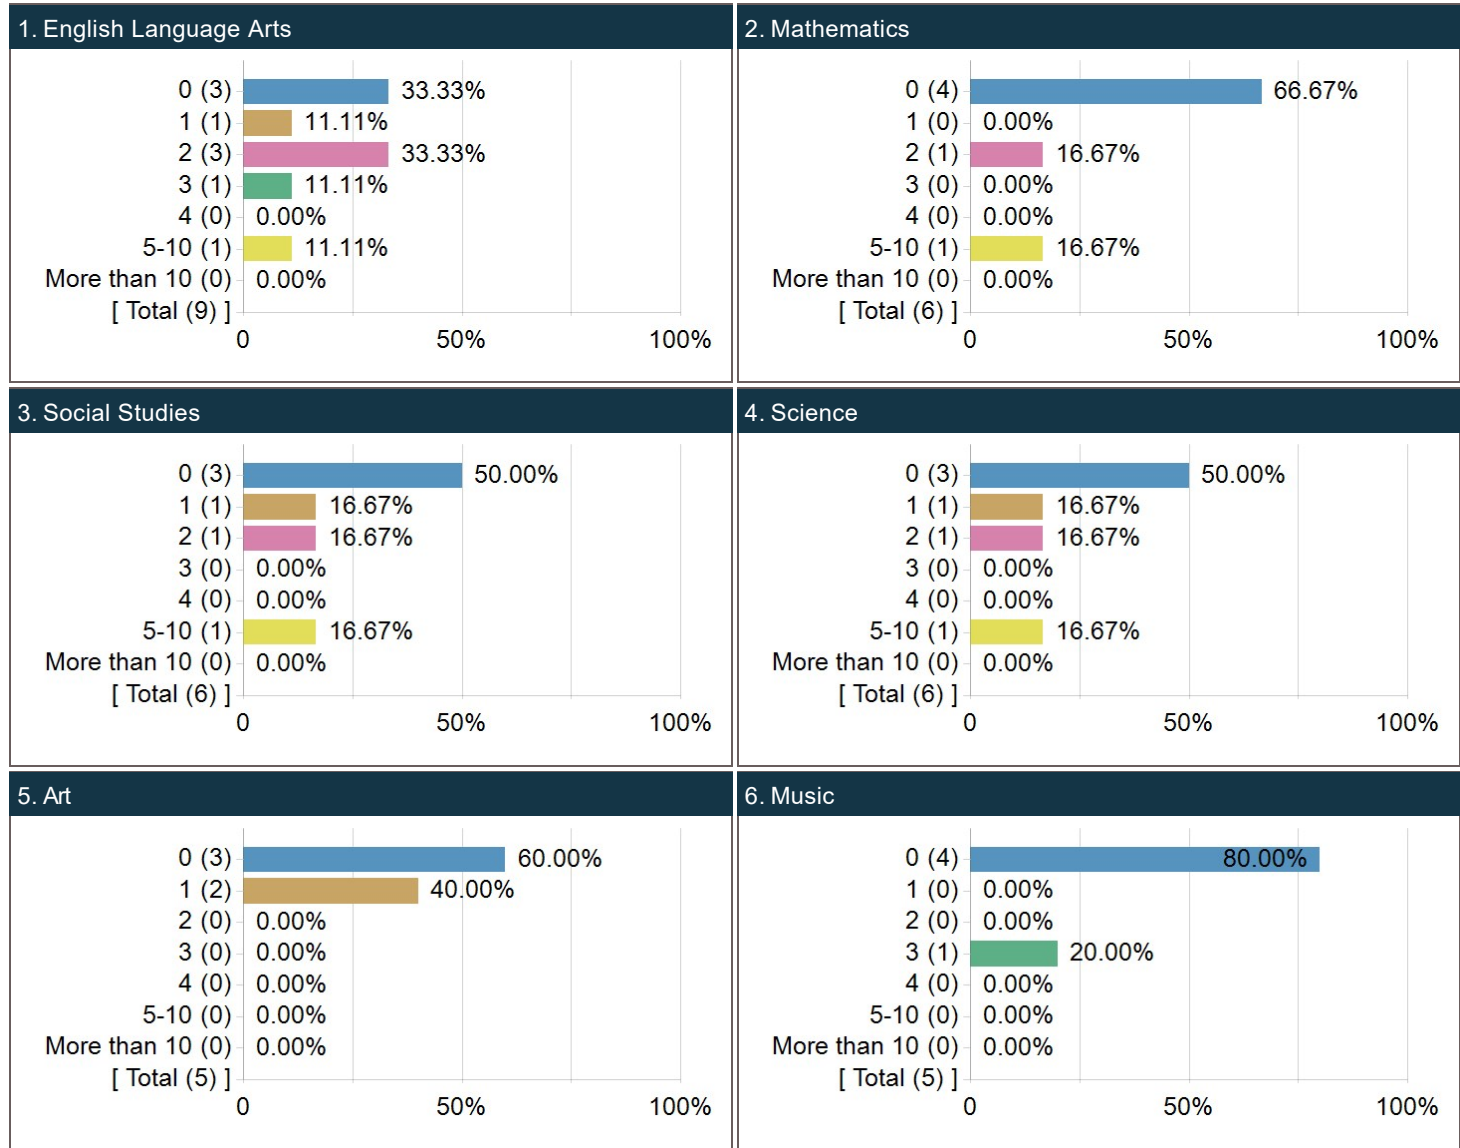 1. English Language Arts
0 (3) 33.33%
1 (1) 11.11%
2 (3) 33.33%
3 (1) 11.11%
4 (0) 0.00%
5-10 (1) 11.11%
More than 10 (0) 0.00%
[ Total (9) ]
0 50% 100%
2. Mathematics
0 (4) 66.67%
1 (0) 0.00%
2 (1) 16.67%
3 (0) 0.00%
4 (0) 0.00%
5-10 (1) 16.67%
More than 10 (0) 0.00%
[ Total (6) ]
0 50% 100%
3. Social Studies
0 (3) 50.00%
1 (1) 16.67%
2 (1) 16.67%
3 (0) 0.00%
4 (0) 0.00%
5-10 (1) 16.67%
More than 10 (0) 0.00%
[ Total (6) ]
0 50% 100%
4. Science
0 (3) 50.00%
1 (1) 16.67%
2 (1) 16.67%
3 (0) 0.00%
4 (0) 0.00%
5-10 (1) 16.67%
More than 10 (0) 0.00%
[ Total (6) ]
0 50% 100%
5. Art
0 (3) 60.00%
1 (2) 40.00%
2 (0) 0.00%
3 (0) 0.00%
4 (0) 0.00%
5-10 (0) 0.00%
More than 10 (0) 0.00%
[ Total (5) ]
0 50% 100%
6. Music
0 (4) 80.00%
1 (0) 0.00%
2 (0) 0.00%
3 (1) 20.00%
4 (0) 0.00%
5-10 (0) 0.00%
More than 10 (0) 0.00%
[ Total (5) ]
0 50% 100%